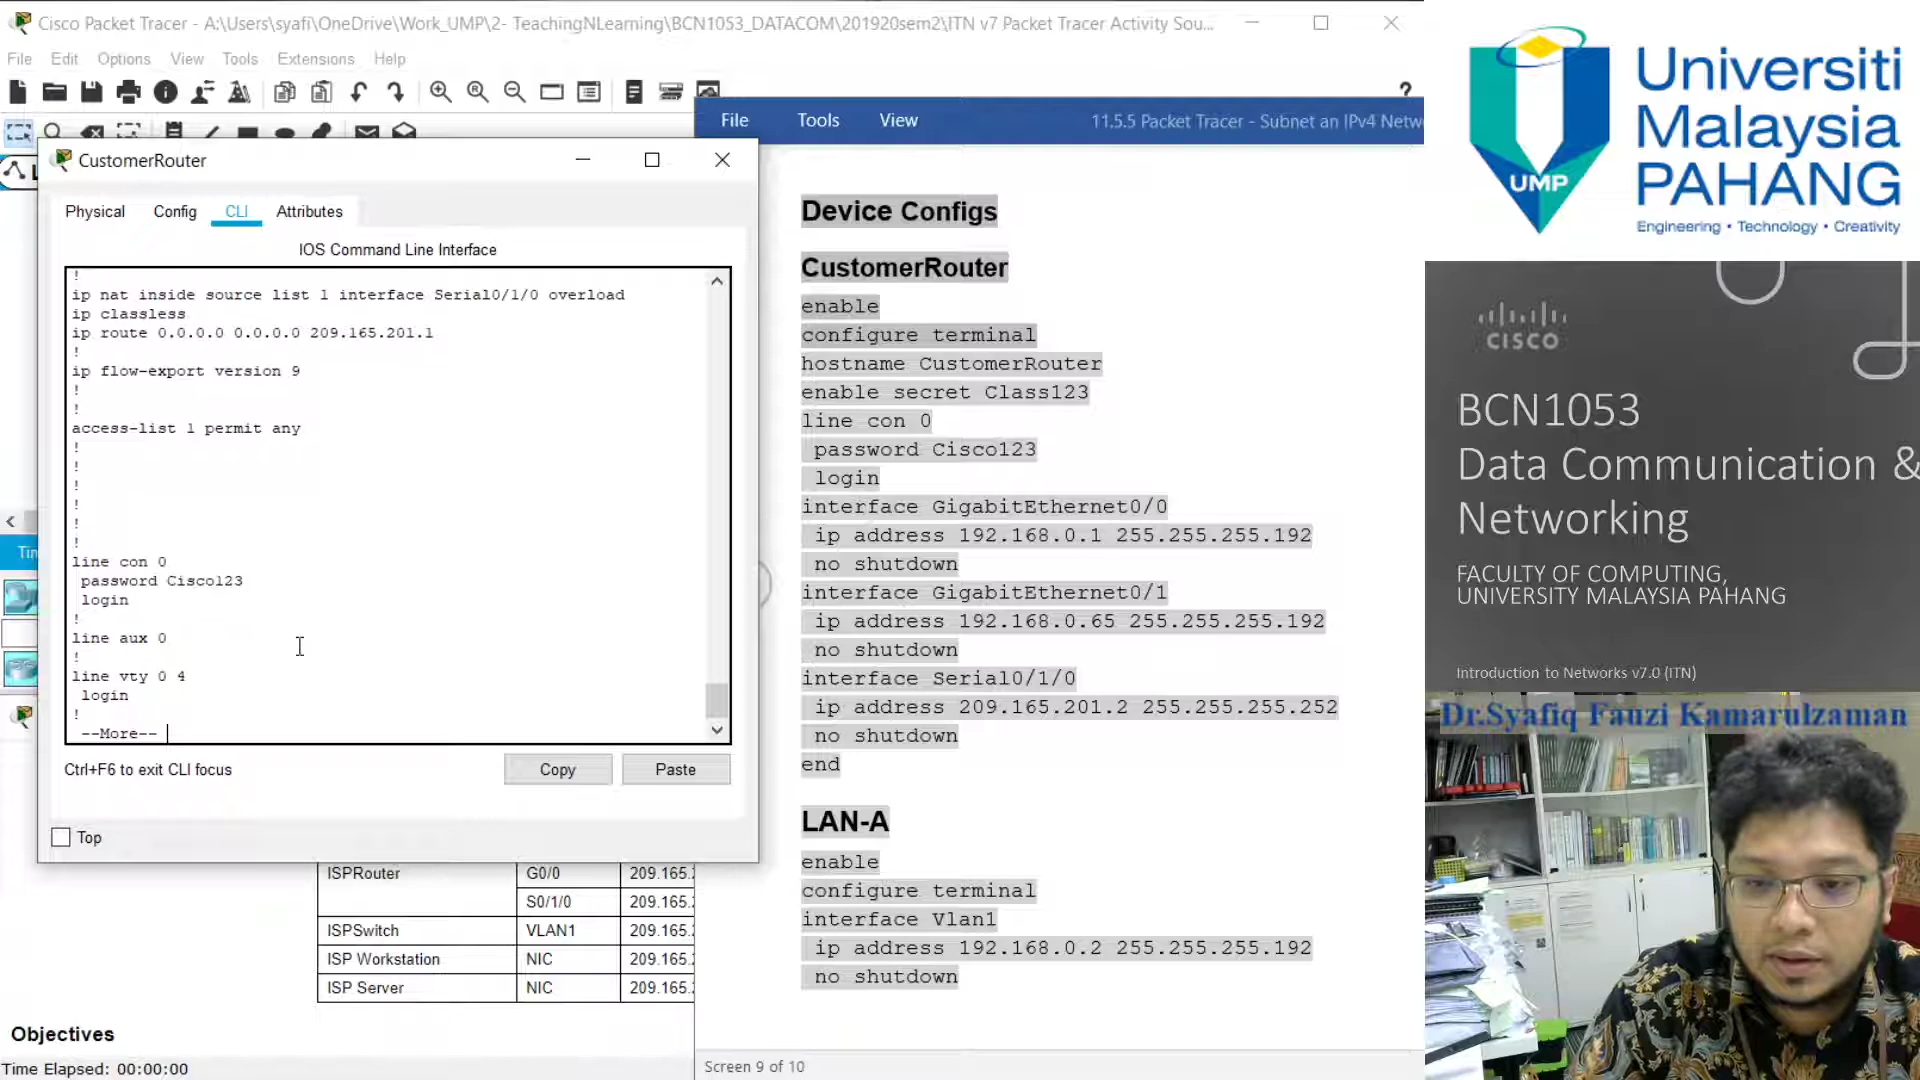 Cisco Packet Tracer - A:\Users\syafi\OneDrive\Work_UMP\2- TeachingNLearning\BCN1053_DATACOM\201920sem2\ITN v7 Packet Tracer Activity Sou...
File Edit Options View Tools Extensions Help
?
CustomerRouter
Physical Config CLI Attributes
IOS Command Line Interface
!
ip nat inside source list 1 interface Serial0/1/0 overload
ip classless
ip route 0.0.0.0 0.0.0.0 209.165.201.1
!
ip flow-export version 9
!
!
access-list 1 permit any
!
!
!
!
!
!
line con 0
password Cisco123
login
!
line aux 0
!
line vty 0 4
login
!
--More--
Ctrl+F6 to exit CLI focus
Copy
Paste
Top
ISPRouter G0/0 209.165.
S0/1/0 209.165.
ISPSwitch VLAN1 209.165.
ISP Workstation NIC 209.165.
ISP Server NIC 209.165.
Objectives
Time Elapsed: 00:00:00
File Tools View
11.5.5 Packet Tracer - Subnet an IPv4 Netw
Device Configs
CustomerRouter
enable
configure terminal
hostname CustomerRouter
enable secret Class123
line con 0
password Cisco123
login
interface GigabitEthernet0/0
ip address 192.168.0.1 255.255.255.192
no shutdown
interface GigabitEthernet0/1
ip address 192.168.0.65 255.255.255.192
no shutdown
interface Serial0/1/0
ip address 209.165.201.2 255.255.255.252
no shutdown
end
LAN-A
enable
configure terminal
interface Vlan1
ip address 192.168.0.2 255.255.255.192
no shutdown
Screen 9 of 10
UMP
Universiti
Malaysia
PAHANG
Engineering • Technology • Creativity
CISCO
BCN1053
Data Communication &
Networking
FACULTY OF COMPUTING,
UNIVERSITY MALAYSIA PAHANG
Introduction to Networks v7.0 (ITN)
Dr.Syafiq Fauzi Kamarulzaman